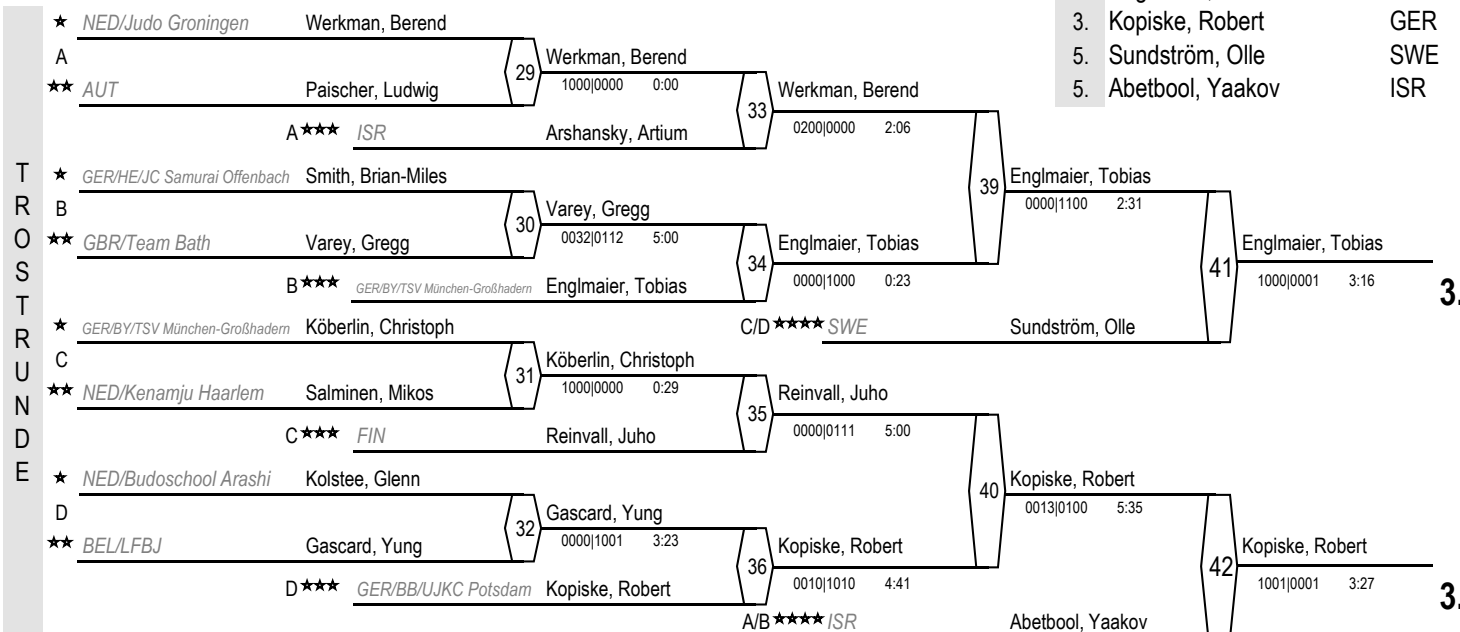 3. Kopiske, Robert GER
5. Sundström, Olle SWE
5. Abetbool, Yaakov ISR
TROSTRUNDE
★ NED/Judo Groningen Werkman, Berend
A
★★ AUT Paischer, Ludwig
29
Werkman, Berend
1000|0000 0:00
A★★★ ISR Arshansky, Artium
33
Werkman, Berend
0200|0000 2:06
★ GER/HE/JC Samurai Offenbach Smith, Brian-Miles
B
★★ GBR/Team Bath Varey, Gregg
30
Varey, Gregg
0032|0112 5:00
B★★★ GER/BY/TSV München-Großhadern Englmaier, Tobias
34
Englmaier, Tobias
0000|1000 0:23
39
Englmaier, Tobias
0000|1100 2:31
C/D★★★★ SWE Sundström, Olle
41
Englmaier, Tobias
1000|0001 3:16
3.
★ GER/BY/TSV München-Großhadern Köberlin, Christoph
C
★★ NED/Kenamju Haarlem Salminen, Mikos
31
Köberlin, Christoph
1000|0000 0:29
C★★★ FIN Reinvall, Juho
35
Reinvall, Juho
0000|0111 5:00
★ NED/Budoschool Arashi Kolstee, Glenn
D
★★ BEL/LFBJ Gascard, Yung
32
Gascard, Yung
0000|1001 3:23
D★★★ GER/BB/UJKC Potsdam Kopiske, Robert
36
Kopiske, Robert
0010|1010 4:41
40
Kopiske, Robert
0013|0100 5:35
A/B★★★★ ISR Abetbool, Yaakov
42
Kopiske, Robert
1001|0001 3:27
3.